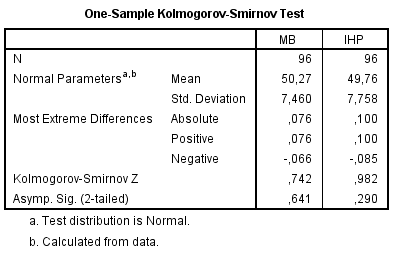 One-Sample Kolmogorov-Smirnov Test
MB IHP
N 96 96
Normal Parametersa,b Mean 50,27 49,76
Std. Deviation 7,460 7,758
Most Extreme Differences Absolute ,076 ,100
Positive ,076 ,100
Negative -,066 -,085
Kolmogorov-Smirnov Z ,742 ,982
Asymp. Sig. (2-tailed) ,641 ,290
a. Test distribution is Normal.
b. Calculated from data.